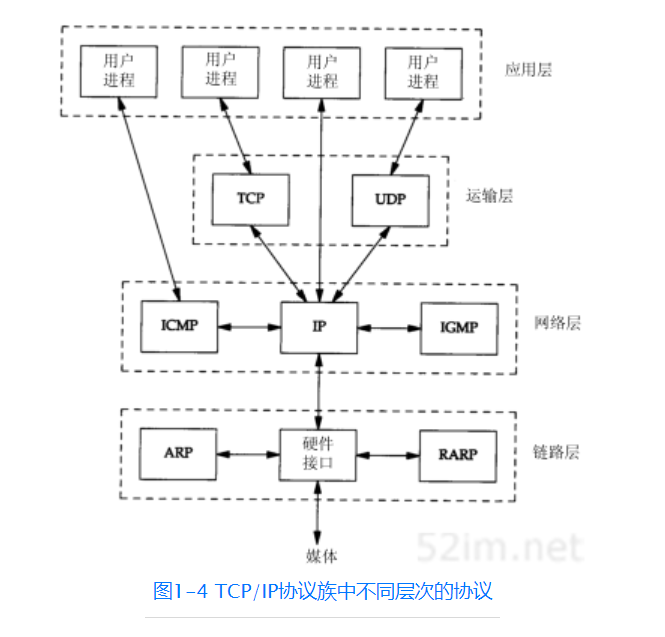 用户
进程
用户
进程
用户
进程
用户
进程
应用层
TCP
UDP
运输层
ICMP
IP
IGMP
网络层
ARP
硬件
接口
RARP
链路层
媒体
52im.net
图1-4 TCP/IP协议族中不同层次的协议